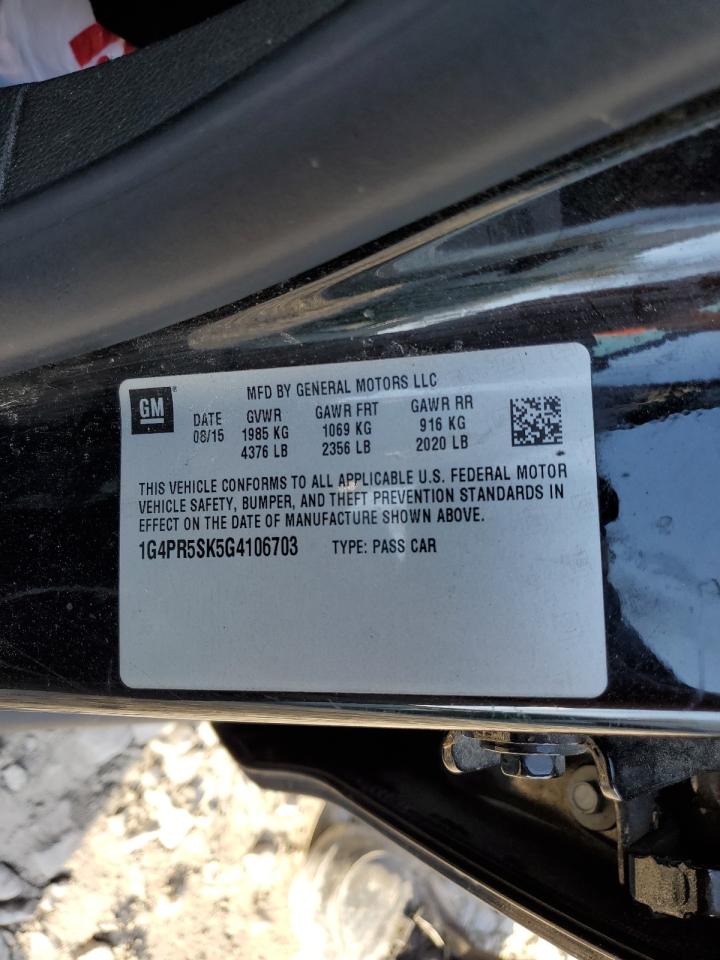 GM
®
MFD BY GENERAL MOTORS LLC
DATE GVWR GAWR FRT GAWR RR
08/15 1985 KG 1069 KG 916 KG
4376 LB 2356 LB 2020 LB
THIS VEHICLE CONFORMS TO ALL APPLICABLE U.S. FEDERAL MOTOR
VEHICLE SAFETY, BUMPER, AND THEFT PREVENTION STANDARDS IN
EFFECT ON THE DATE OF MANUFACTURE SHOWN ABOVE.
1G4PR5SK5G4106703 TYPE: PASS CAR